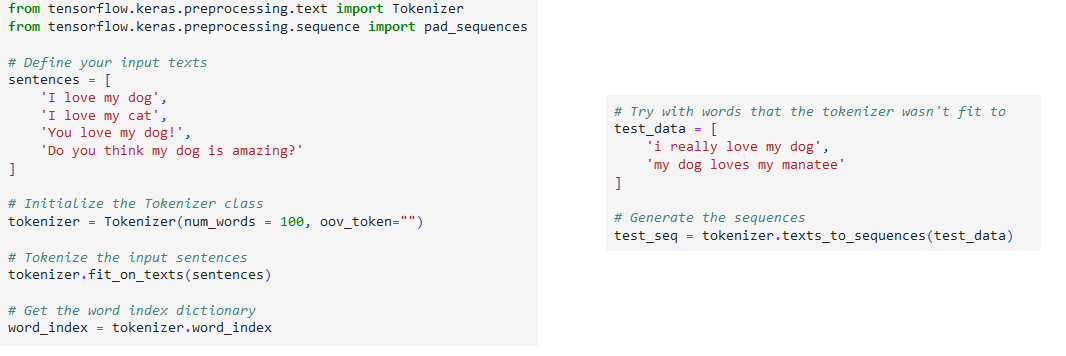 from tensorflow.keras.preprocessing.text import Tokenizer
from tensorflow.keras.preprocessing.sequence import pad_sequences
# Define your input texts
sentences = [
    'I love my dog',
    'I love my cat',
    'You love my dog!',
    'Do you think my dog is amazing?'
]
# Initialize the Tokenizer class
tokenizer = Tokenizer(num_words = 100, oov_token="")
# Tokenize the input sentences
tokenizer.fit_on_texts(sentences)
# Get the word index dictionary
word_index = tokenizer.word_index
# Try with words that the tokenizer wasn't fit to
test_data = [
    'i really love my dog',
    'my dog loves my manatee'
]
# Generate the sequences
test_seq = tokenizer.texts_to_sequences(test_data)